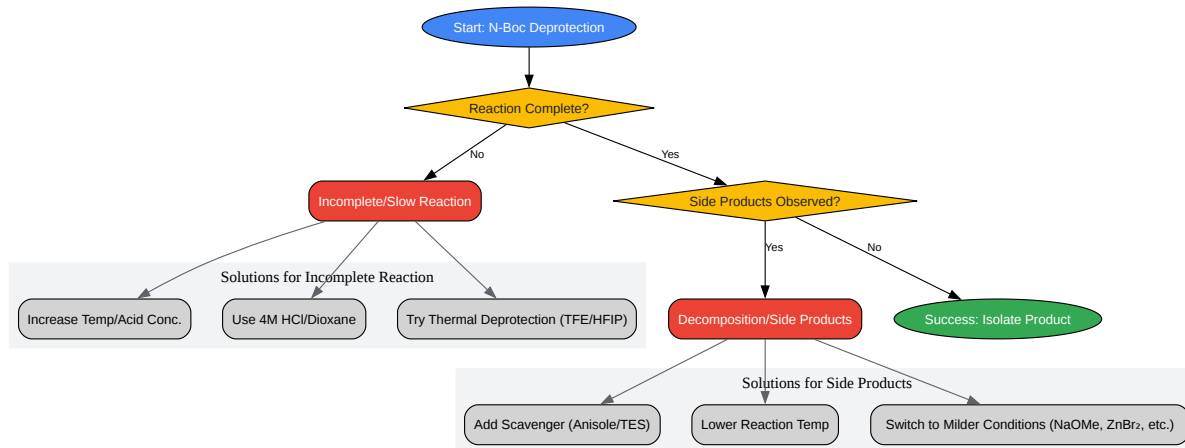 Start: N-Boc Deprotection
Reaction Complete?
No
Yes
Incomplete/Slow Reaction
Side Products Observed?
Yes
No
Solutions for Incomplete Reaction
Increase Temp/Acid Conc.
Use 4M HCl/Dioxane
Try Thermal Deprotection (TFE/HFIP)
Decomposition/Side Products
Success: Isolate Product
Solutions for Side Products
Add Scavenger (Anisole/TES)
Lower Reaction Temp
Switch to Milder Conditions (NaOMe, ZnBr₂, etc.)